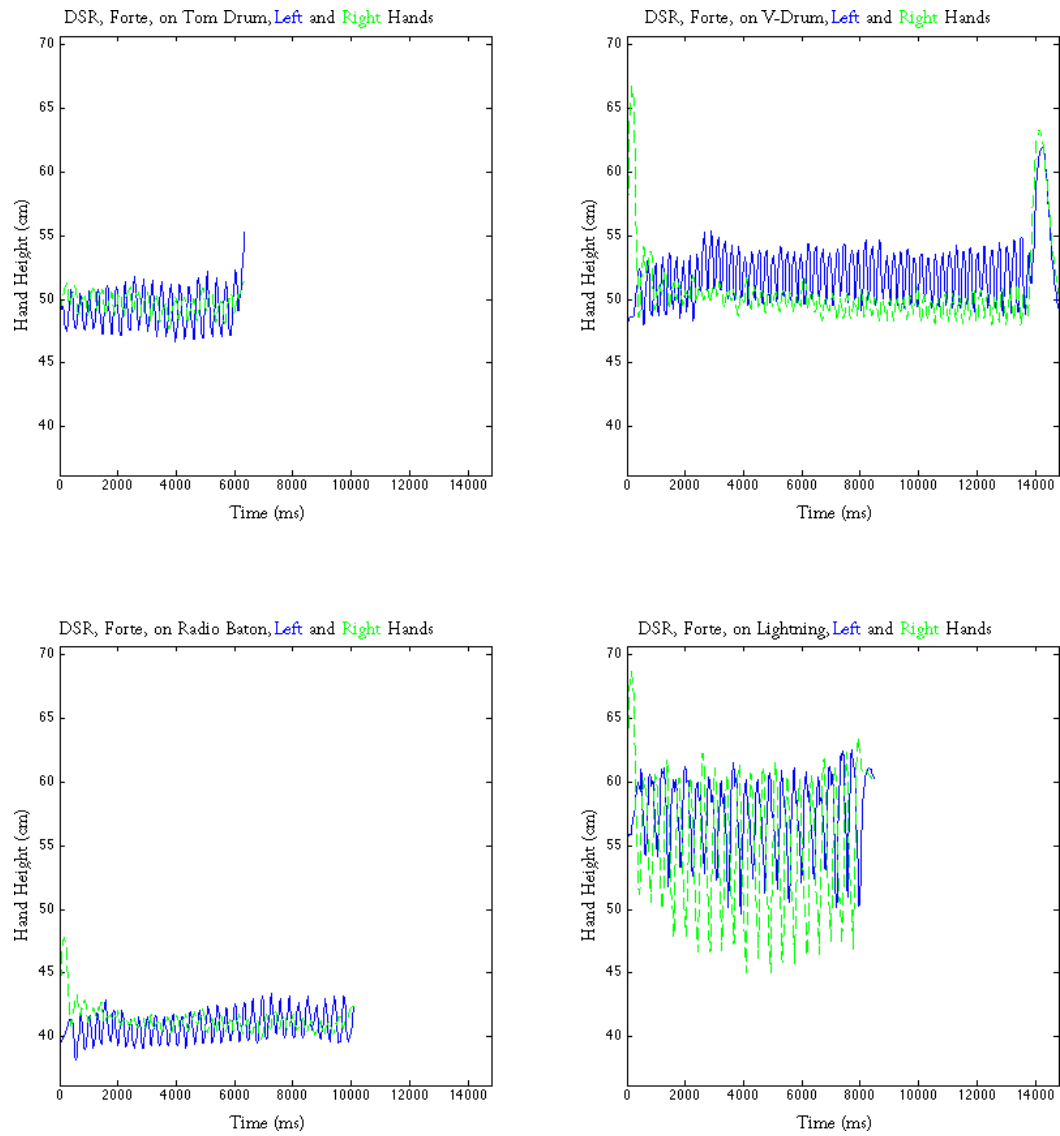 DSR, Forte, on Tom Drum, Left and Right Hands
70
65
60
55
50
45
40
Hand Height (cm)
0 2000 4000 6000 8000 10000 12000 14000
Time (ms)
DSR, Forte, on V-Drum, Left and Right Hands
70
65
60
55
50
45
40
Hand Height (cm)
0 2000 4000 6000 8000 10000 12000 14000
Time (ms)
DSR, Forte, on Radio Baton, Left and Right Hands
70
65
60
55
50
45
40
Hand Height (cm)
0 2000 4000 6000 8000 10000 12000 14000
Time (ms)
DSR, Forte, on Lightning, Left and Right Hands
70
65
60
55
50
45
40
Hand Height (cm)
0 2000 4000 6000 8000 10000 12000 14000
Time (ms)